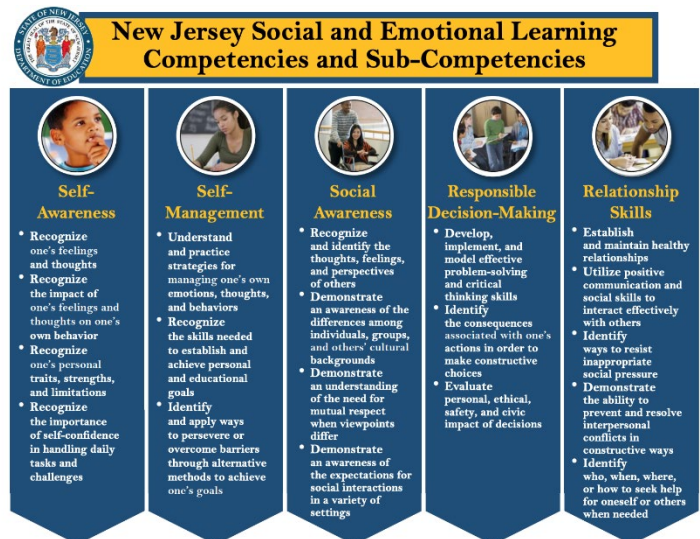 THE STATE OF NEW JERSEY
DEPARTMENT OF EDUCATION
New Jersey Social and Emotional Learning
Competencies and Sub-Competencies
Self-
Awareness
• Recognize
one's feelings
and thoughts
• Recognize
the impact of
one's feelings and
thoughts on one's
own behavior
• Recognize
one's personal
traits, strengths,
and limitations
• Recognize
the importance
of self-confidence
in handling daily
tasks and
challenges
Self-
Management
• Understand
and practice
strategies for
managing one's own
emotions, thoughts,
and behaviors
• Recognize
the skills needed
to establish and
achieve personal
and educational
goals
• Identify
and apply ways
to persevere or
overcome barriers
through alternative
methods to achieve
one's goals
Social
Awareness
• Recognize
and identify the
thoughts, feelings,
and perspectives
of others
• Demonstrate
an awareness of the
differences among
individuals, groups,
and others' cultural
backgrounds
• Demonstrate
an understanding
of the need for
mutual respect
when viewpoints
differ
• Demonstrate
an awareness of
the expectations for
social interactions
in a variety of
settings
Responsible
Decision-Making
• Develop,
implement, and
model effective
problem-solving
and critical
thinking skills
• Identify
the consequences
associated with one's
actions in order to
make constructive
choices
• Evaluate
personal, ethical,
safety, and civic
impact of decisions
Relationship
Skills
• Establish
and maintain healthy
relationships
• Utilize positive
communication and
social skills to
interact effectively
with others
• Identify
ways to resist
inappropriate
social pressure
• Demonstrate
the ability to
prevent and resolve
interpersonal
conflicts in
constructive ways
• Identify
who, when, where,
or how to seek help
for oneself or others
when needed